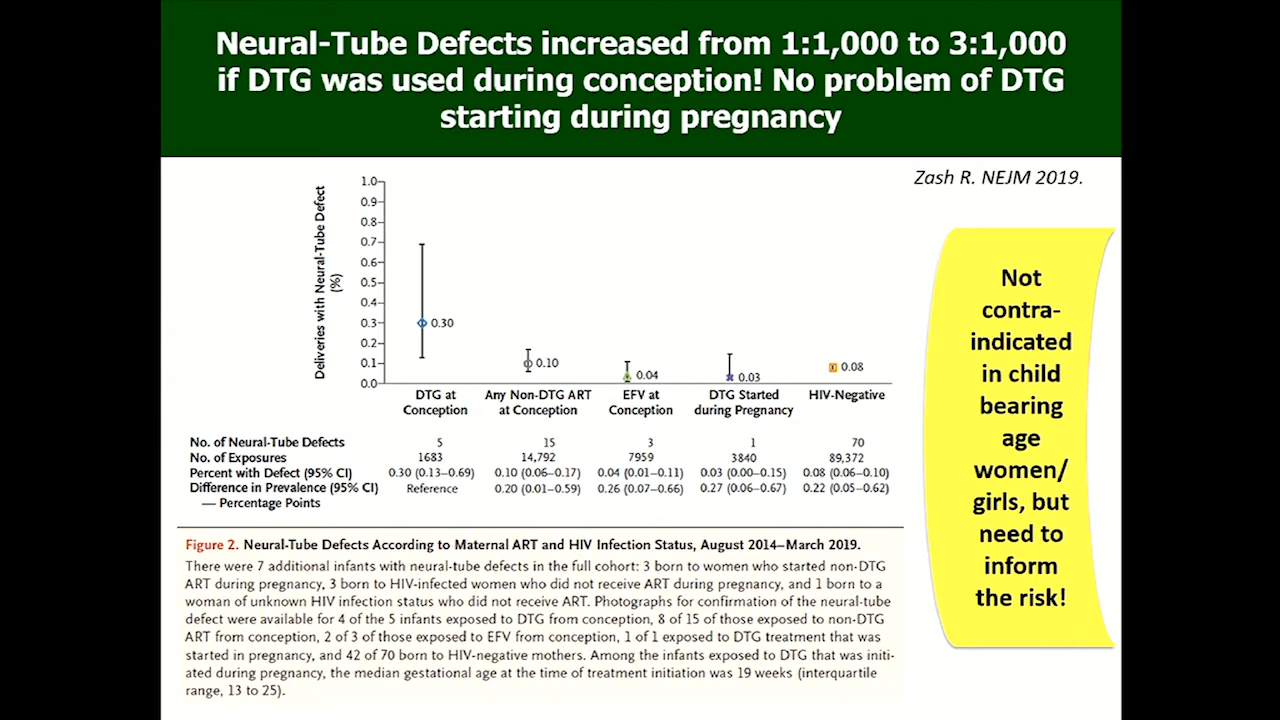 Neural-Tube Defects increased from 1:1,000 to 3:1,000
if DTG was used during conception! No problem of DTG
starting during pregnancy
Zash R. NEJM 2019.
Deliveries with Neural-Tube Defect
(%)
1.0
0.9
0.8
0.7
0.6
0.5
0.4
0.3
0.2
0.1
0.0
0.30
0.10
0.04
0.03
0.08
DTG at
Conception
Any Non-DTG ART
at Conception
EFV at
Conception
DTG Started
during Pregnancy
HIV-Negative
No. of Neural-Tube Defects 5 15 3 1 70
No. of Exposures 1683 14,792 7959 3840 89,372
Percent with Defect (95% CI) 0.30 (0.13–0.69) 0.10 (0.06–0.17) 0.04 (0.01–0.11) 0.03 (0.00–0.15) 0.08 (0.06–0.10)
Difference in Prevalence (95% CI) Reference 0.20 (0.01–0.59) 0.26 (0.07–0.66) 0.27 (0.06–0.67) 0.22 (0.05–0.62)
— Percentage Points
Figure 2. Neural-Tube Defects According to Maternal ART and HIV Infection Status, August 2014–March 2019.
There were 7 additional infants with neural-tube defects in the full cohort: 3 born to women who started non-DTG
ART during pregnancy, 3 born to HIV-infected women who did not receive ART during pregnancy, and 1 born to a
woman of unknown HIV infection status who did not receive ART. Photographs for confirmation of the neural-tube
defect were available for 4 of the 5 infants exposed to DTG from conception, 8 of 15 of those exposed to non-DTG
ART from conception, 2 of 3 of those exposed to EFV from conception, 1 of 1 exposed to DTG treatment that was
started in pregnancy, and 42 of 70 born to HIV-negative mothers. Among the infants exposed to DTG that was initi-
ated during pregnancy, the median gestational age at the time of treatment initiation was 19 weeks (interquartile
range, 13 to 25).
Not
contra-
indicated
in child
bearing
age
women/
girls, but
need to
inform
the risk!